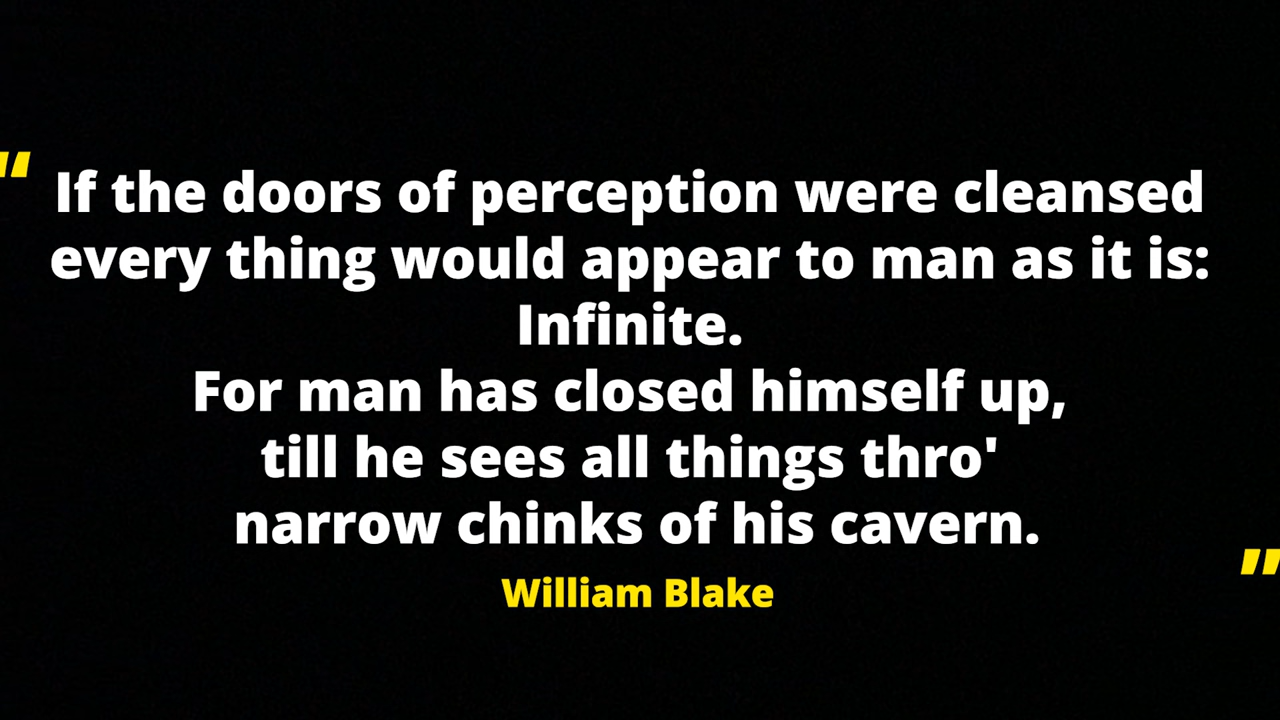 "
If the doors of perception were cleansed
every thing would appear to man as it is:
Infinite.
For man has closed himself up,
till he sees all things thro'
narrow chinks of his cavern.
"
William Blake